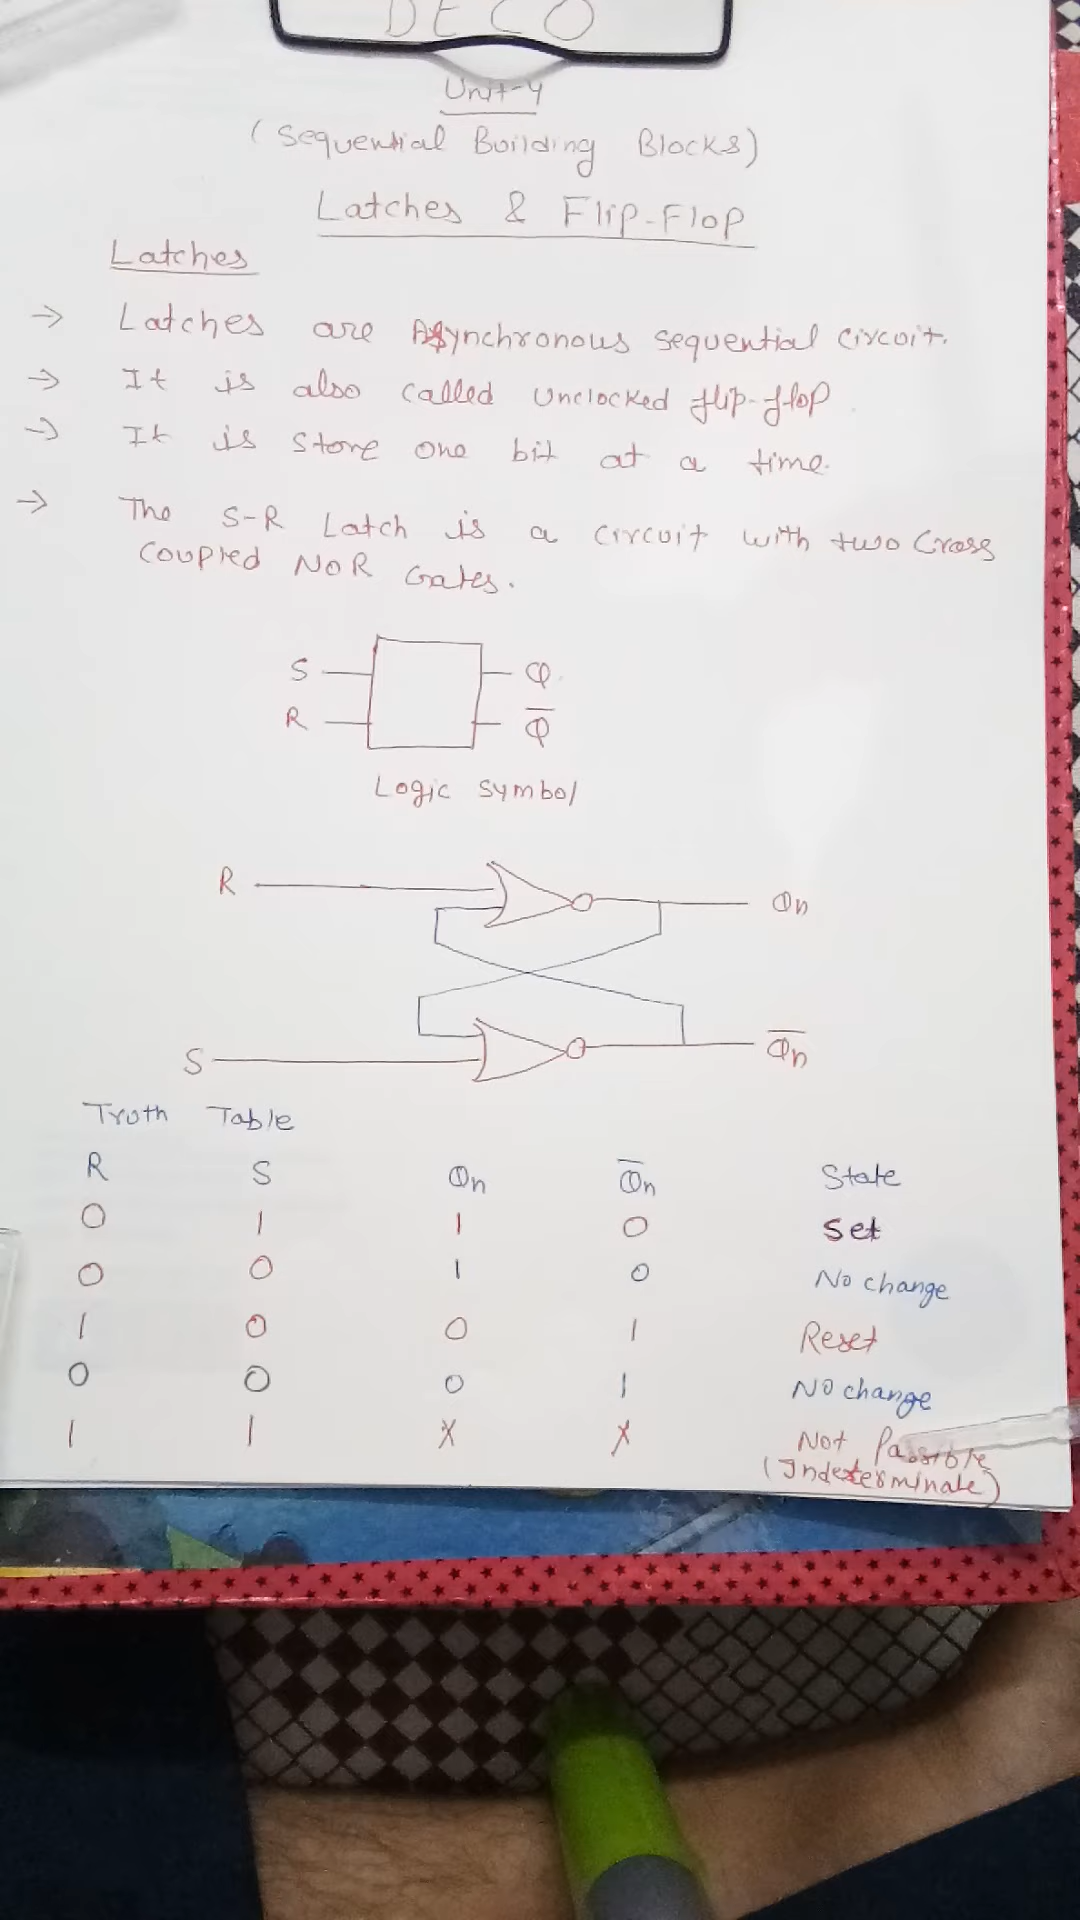 DECO
Unit-4
(Sequential Building Blocks)
Latches & Flip-Flop
Latches
→ Latches are Asynchronous sequential circuit.
→ It is also called unclocked flip-flop
→ It is store one bit at a time.
→ The S-R Latch is a circuit with two Cross
coupled NOR Gates.
S Q
R Q̅
Logic symbol
R Qn
S Q̅n
Truth Table
R S Qn Q̅n State
0 1 1 0 Set
0 0 1 0 No change
1 0 0 1 Reset
0 0 0 1 No change
1 1 X X Not Possible
(Indeterminate)